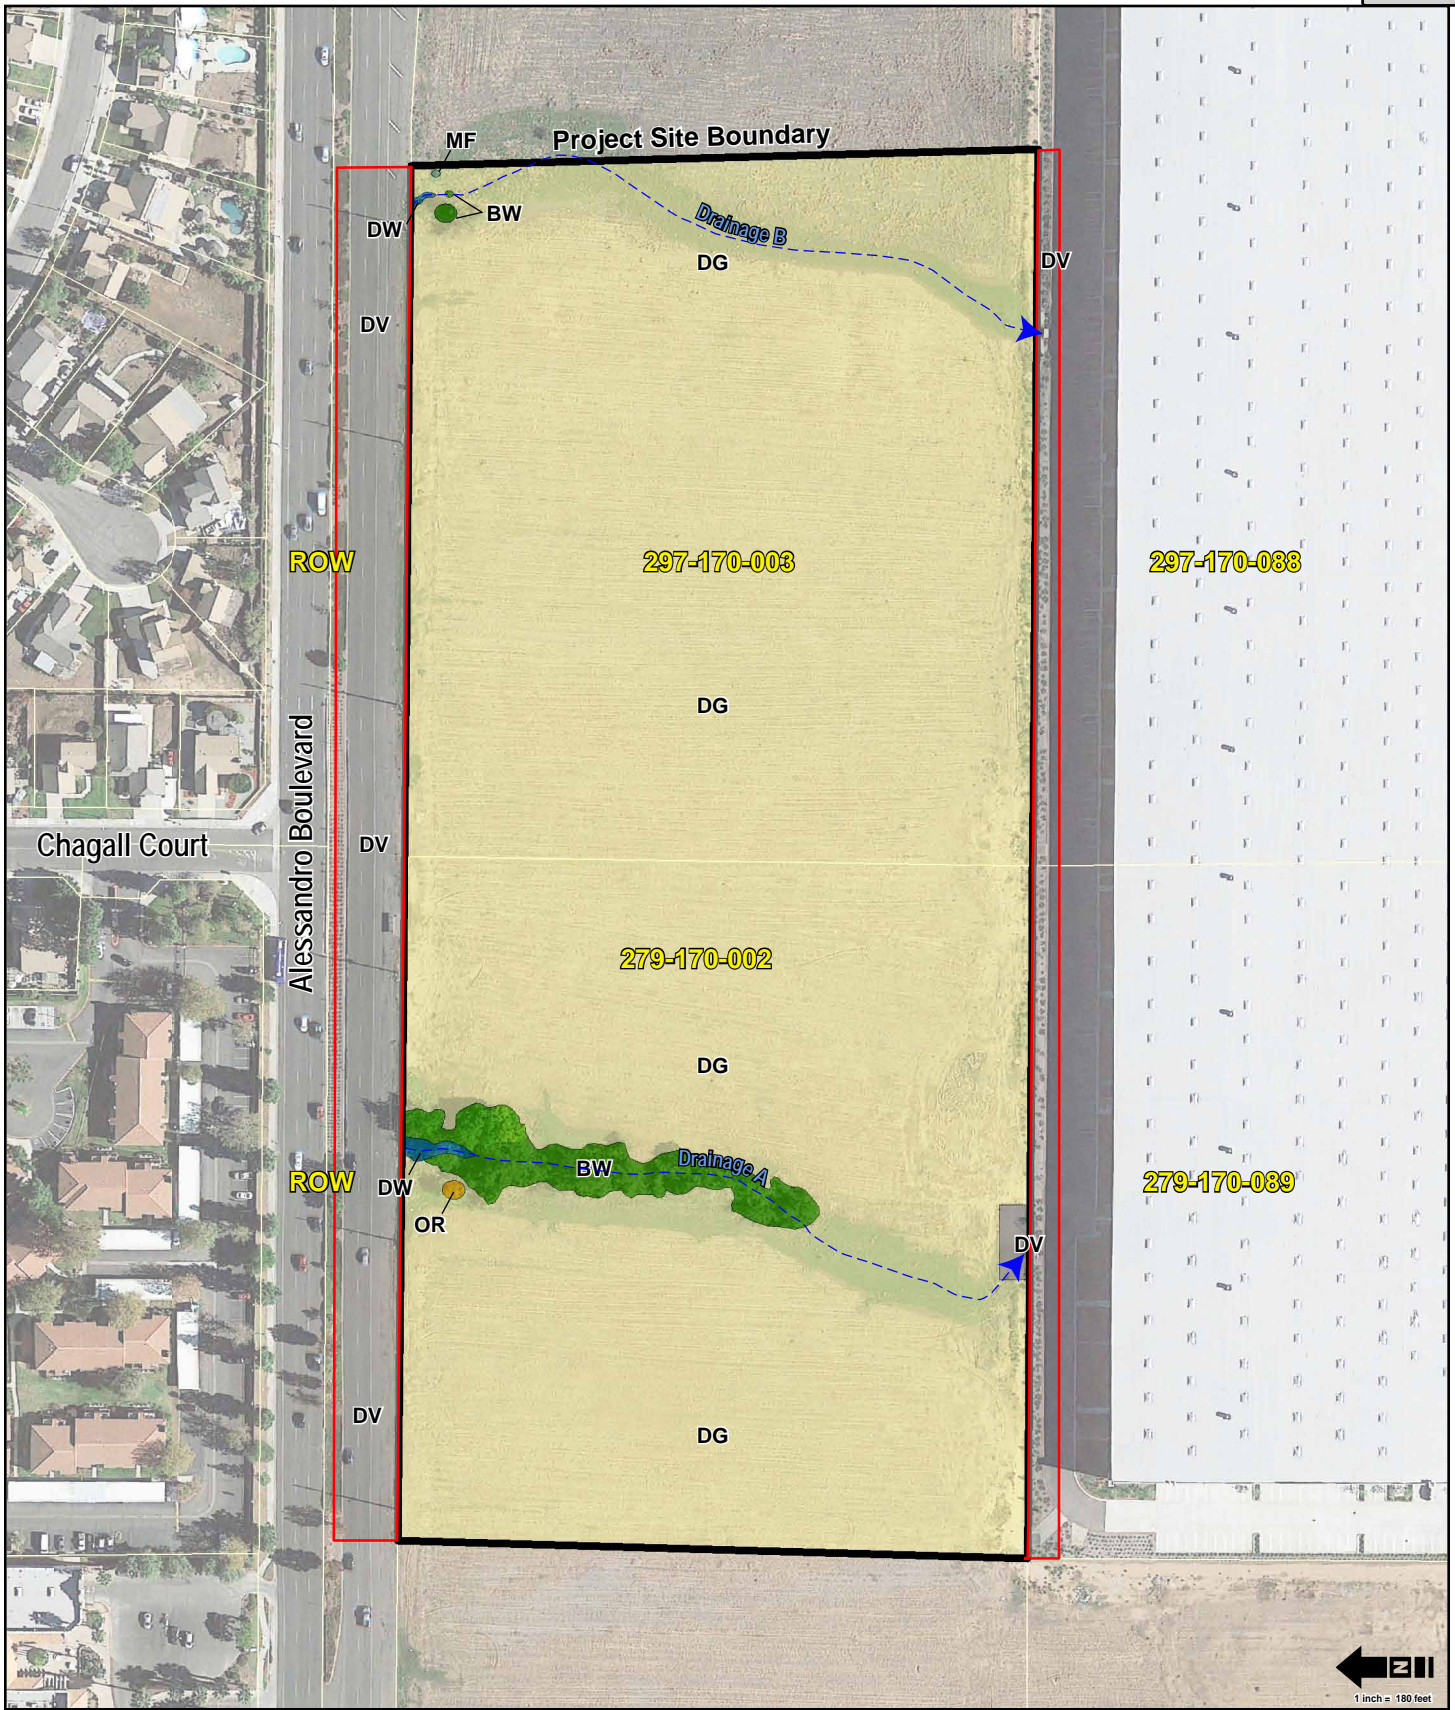 MF
Project Site Boundary
DW
BW
Drainage B
DG
DV
DV
ROW
297-170-003
297-170-088
DG
Alessandro Boulevard
Chagall Court
DV
279-170-002
DG
BW
Drainage A
ROW
DW
OR
279-170-089
DV
DV
DG
N
1 inch = 180 feet